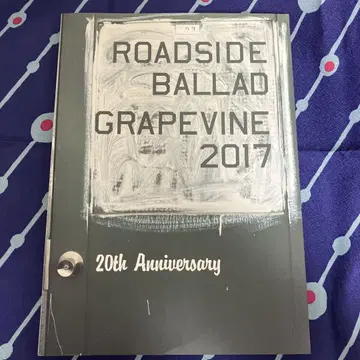 ROADSIDE
BALLAD
GRAPEVINE
2017
20th Anniversary